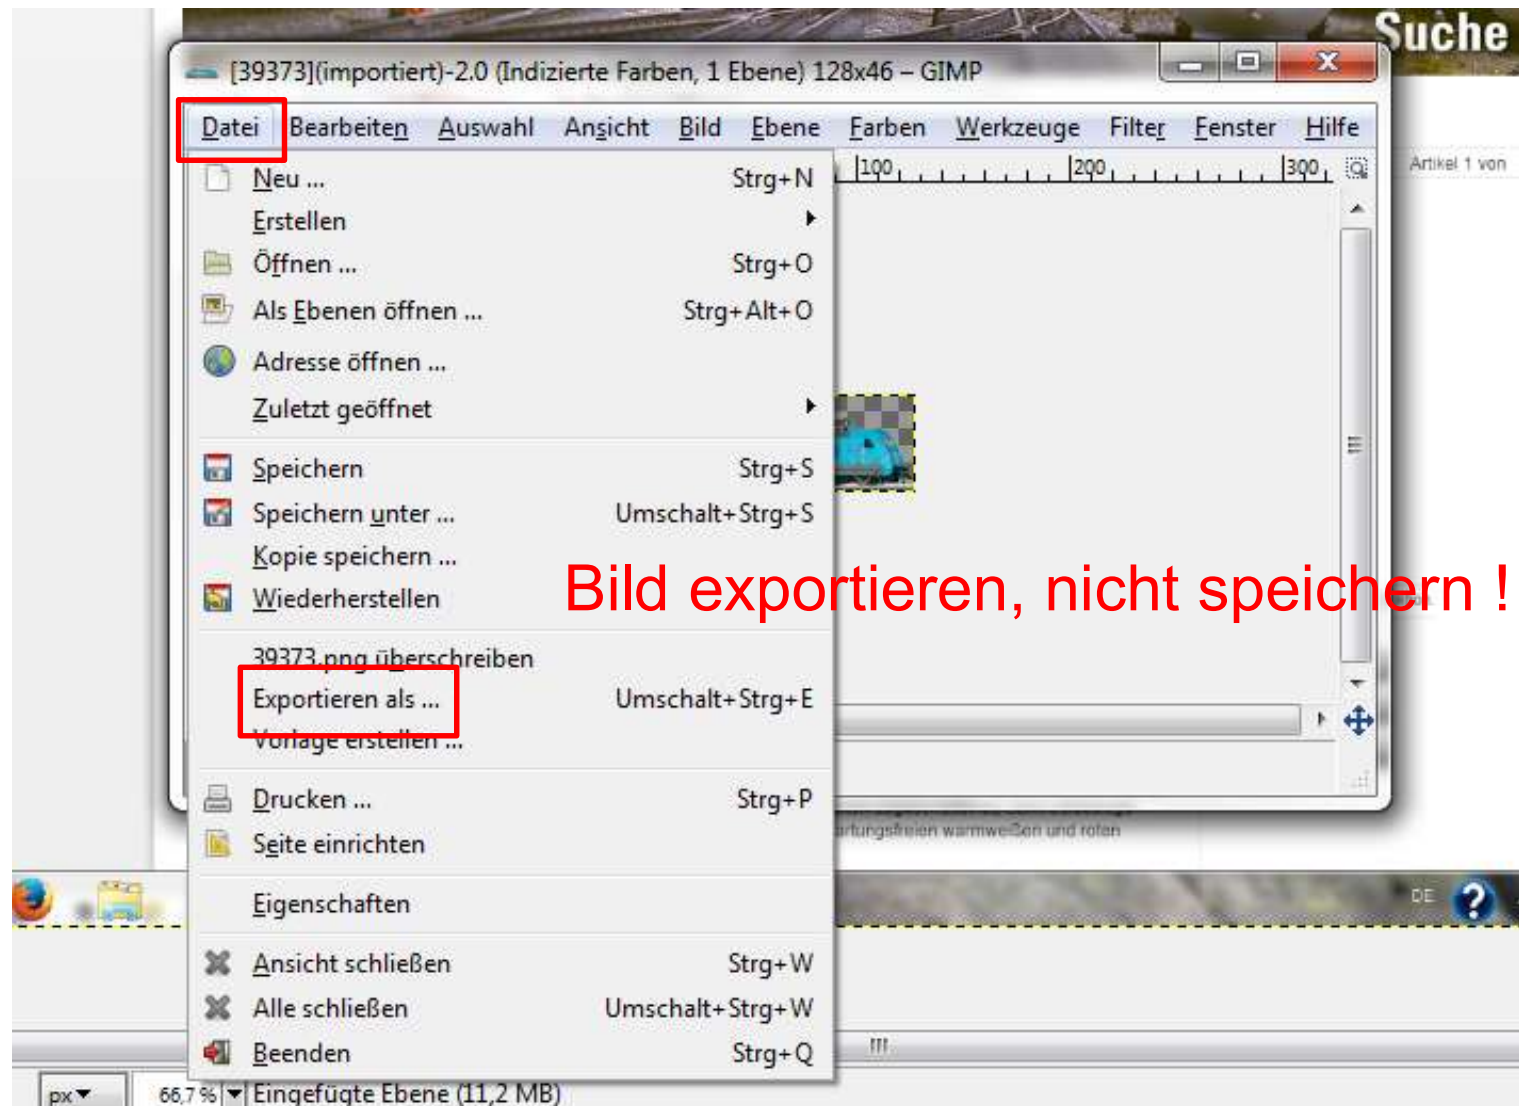 Suche
[39373](importiert)-2.0 (Indizierte Farben, 1 Ebene) 128x46 – GIMP
Datei Bearbeiten Auswahl Ansicht Bild Ebene Farben Werkzeuge Filter Fenster Hilfe
100 200 300
Artikel 1 von
Neu ... Strg+N
Erstellen
Öffnen ... Strg+O
Als Ebenen öffnen ... Strg+Alt+O
Adresse öffnen ...
Zuletzt geöffnet
Speichern Strg+S
Speichern unter ... Umschalt+Strg+S
Kopie speichern ...
Bild exportieren, nicht speichern !
Wiederherstellen
39373.png überschreiben
Exportieren als ... Umschalt+Strg+E
Vorlage erstellen ...
Drucken ... Strg+P
warmweißen und roten
Seite einrichten
Eigenschaften
DE
Ansicht schließen Strg+W
Alle schließen Umschalt+Strg+W
Beenden Strg+Q
px 66,7 % Eingefügte Ebene (11,2 MB)